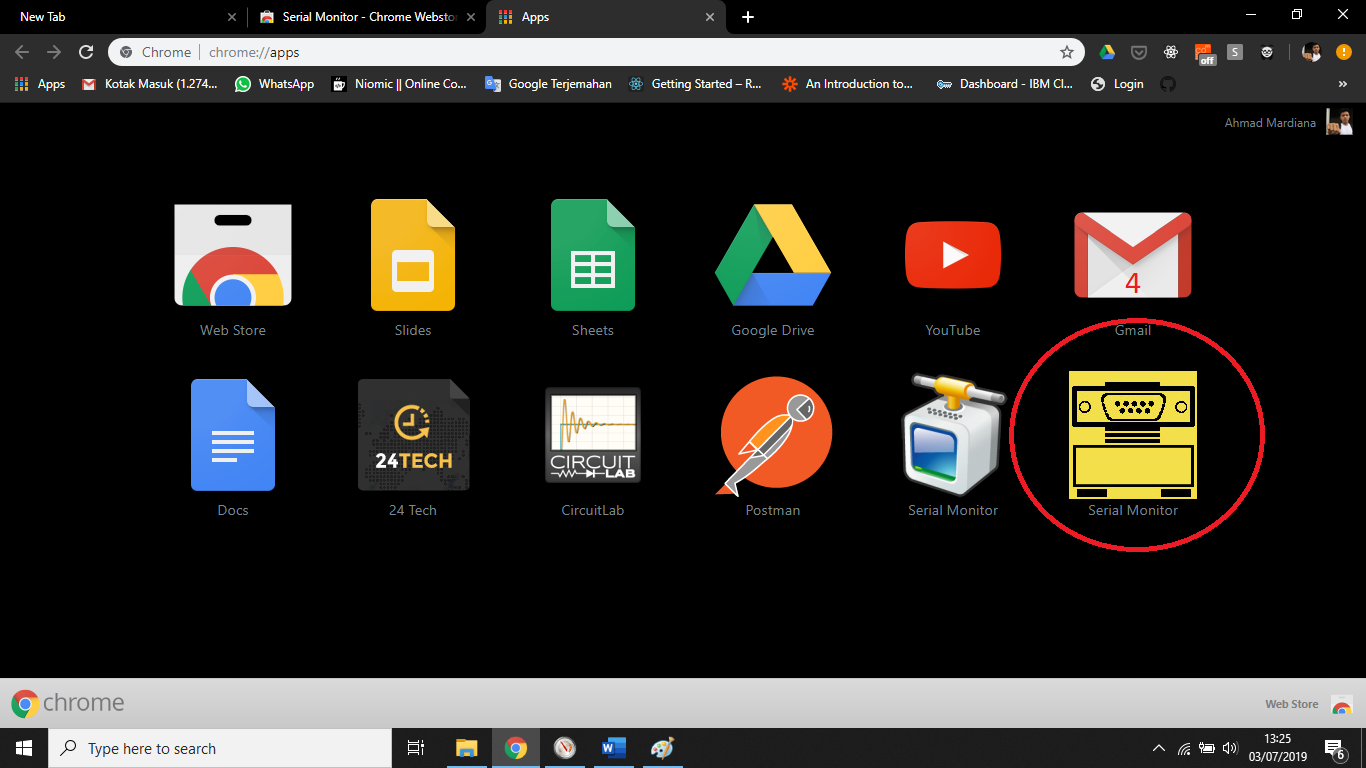 New Tab
Serial Monitor - Chrome Webstor
Apps
Chrome
chrome://apps
off
S
Apps
Kotak Masuk (1.274...
WhatsApp
Niomic || Online Co...
Google Terjemahan
Getting Started – R...
An Introduction to...
Dashboard - IBM Cl...
Login
»
Ahmad Mardiana
4
Web Store
Slides
Sheets
Google Drive
YouTube
Gmail
24TECH
CIRCUIT
LAB
Docs
24 Tech
CircuitLab
Postman
Serial Monitor
Serial Monitor
chrome
Web Store
Type here to search
13:25
03/07/2019
6